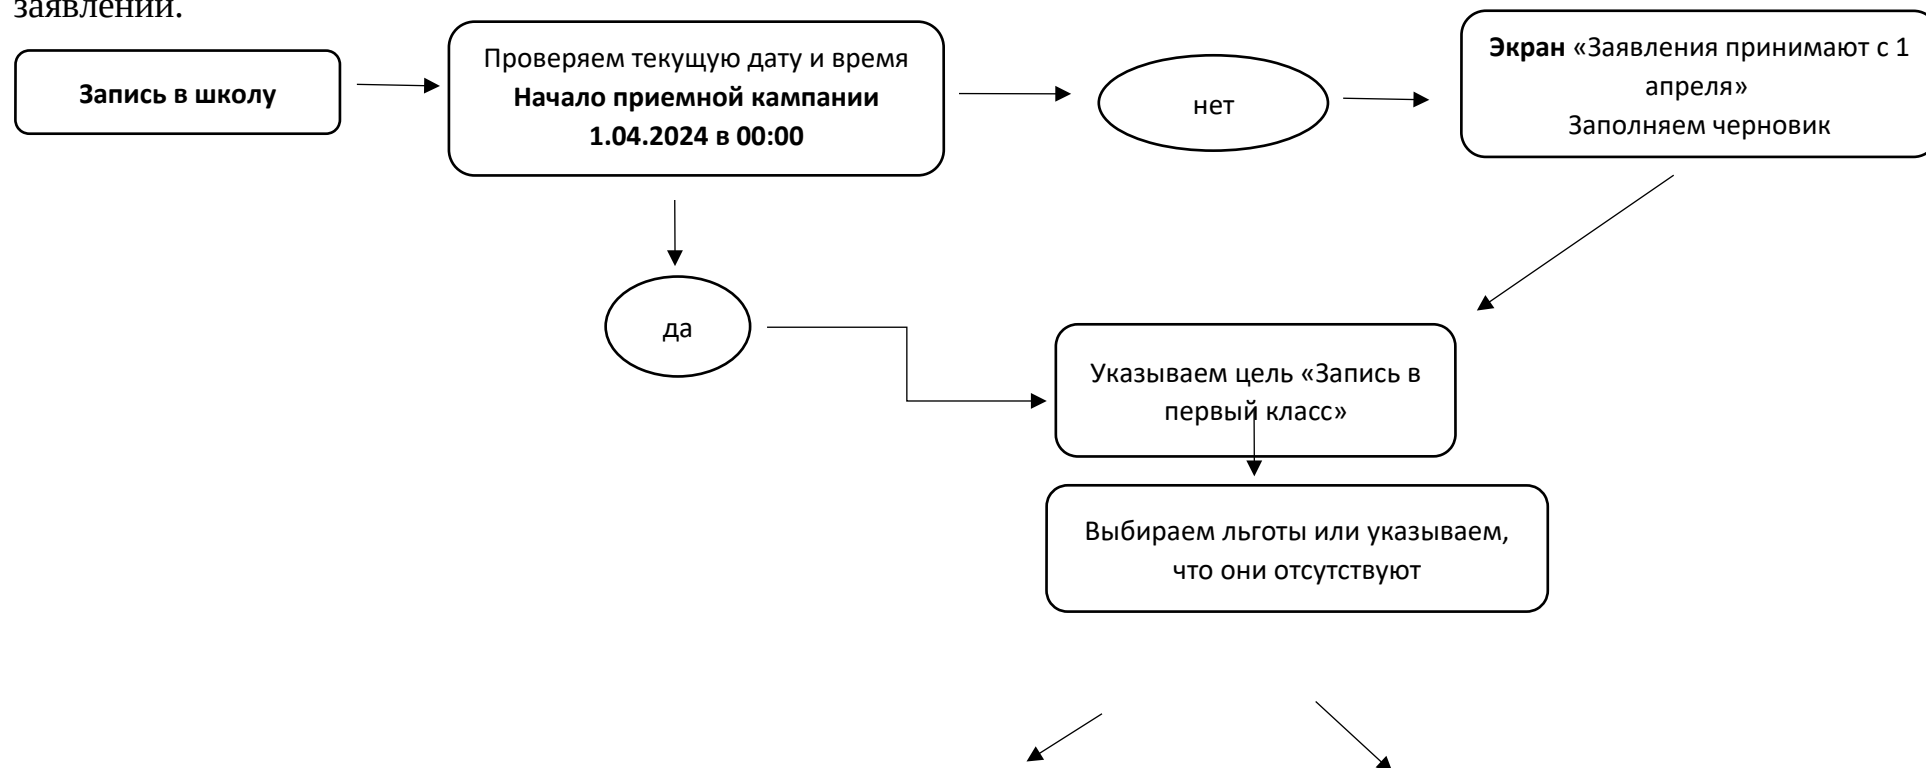 заявлений.
Запись в школу
Проверяем текущую дату и время
Начало приемной кампании
1.04.2024 в 00:00
нет
Экран «Заявления принимают с 1
апреля»
Заполняем черновик
да
Указываем цель «Запись в
первый класс»
Выбираем льготы или указываем,
что они отсутствуют